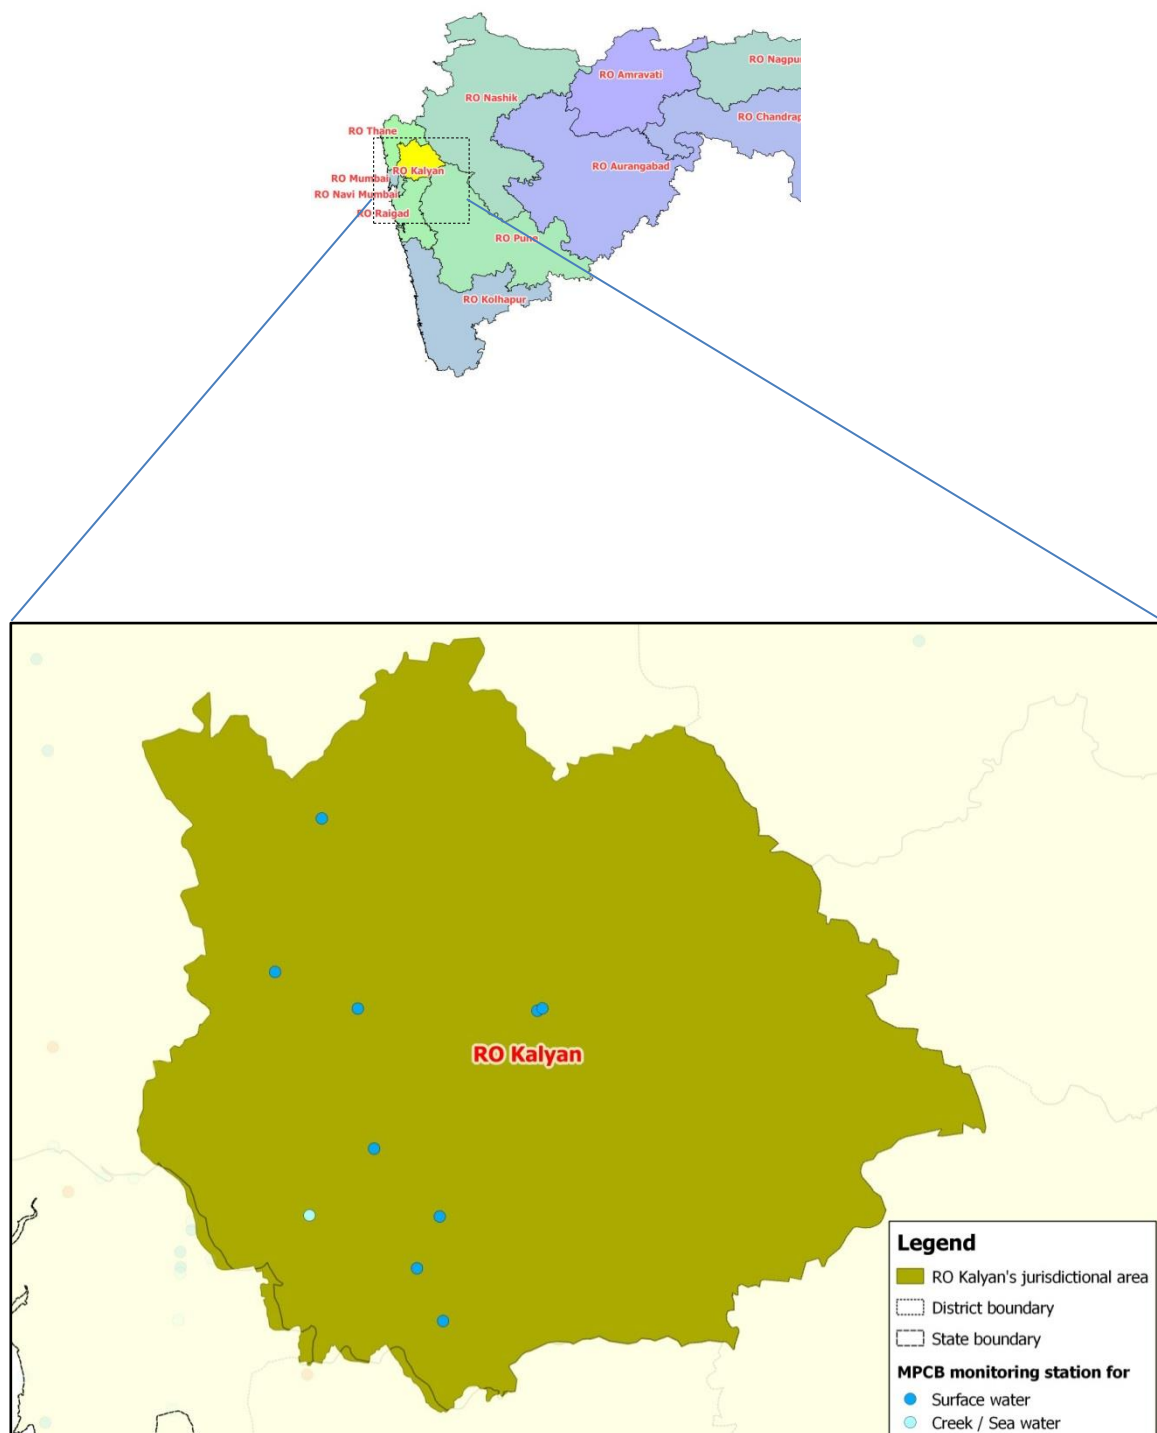 RO Nagpur
RO Amravati
RO Nashik
RO Chandrap
RO Thane
RO Aurangabad
RO Kalyan
RO Mumbai
RO Navi Mumbai
RO Raigad
RO Pune
RO Kolhapur
RO Kalyan
Legend
RO Kalyan's jurisdictional area
District boundary
State boundary
MPCB monitoring station for
Surface water
Creek / Sea water